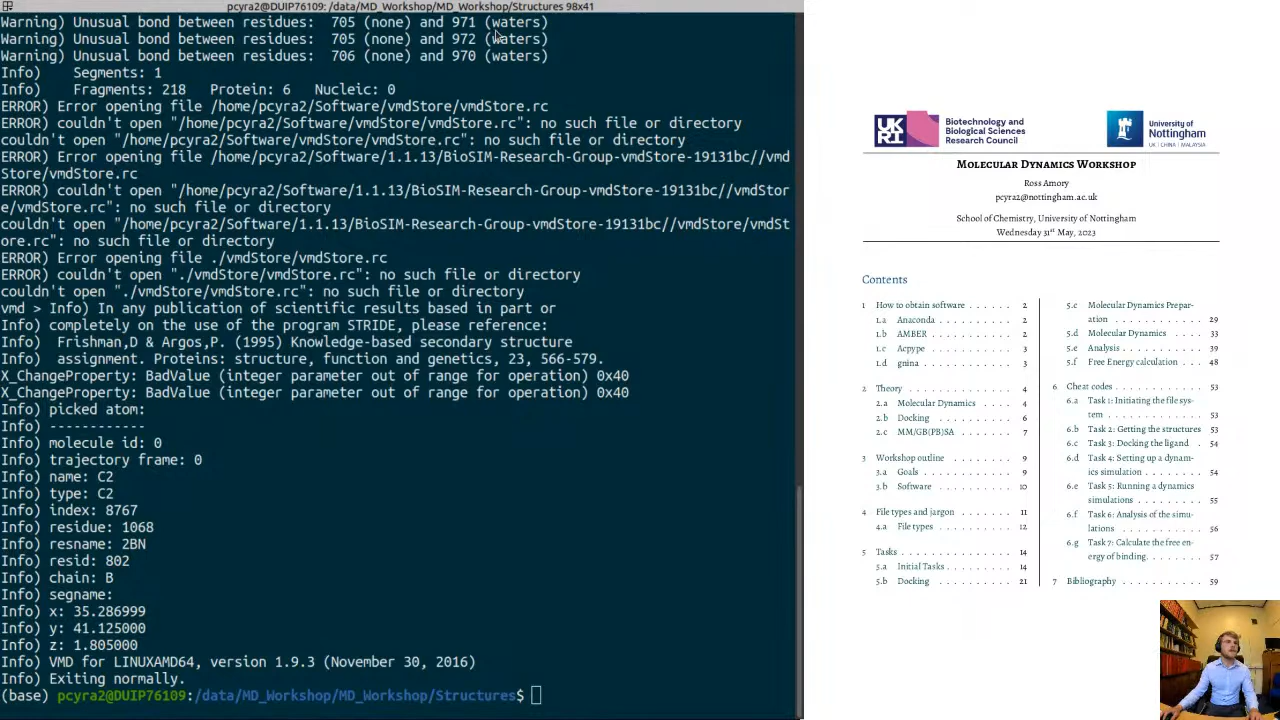 pcyra2@DUIP76109: /data/MD_Workshop/MD_Workshop/Structures 98x41
Warning) Unusual bond between residues:  705 (none) and 971 (waters)
Warning) Unusual bond between residues:  705 (none) and 972 (waters)
Warning) Unusual bond between residues:  706 (none) and 970 (waters)
Info)    Segments: 1
Info)    Fragments: 218   Protein: 6   Nucleic: 0
ERROR) Error opening file /home/pcyra2/Software/vmdStore/vmdStore.rc
ERROR) couldn't open "/home/pcyra2/Software/vmdStore/vmdStore.rc": no such file or directory
couldn't open "/home/pcyra2/Software/vmdStore/vmdStore.rc": no such file or directory
ERROR) Error opening file /home/pcyra2/Software/1.1.13/BioSIM-Research-Group-vmdStore-19131bc//vmd
Store/vmdStore.rc
ERROR) couldn't open "/home/pcyra2/Software/1.1.13/BioSIM-Research-Group-vmdStore-19131bc//vmdStor
e/vmdStore.rc": no such file or directory
couldn't open "/home/pcyra2/Software/1.1.13/BioSIM-Research-Group-vmdStore-19131bc//vmdStore/vmdSt
ore.rc": no such file or directory
ERROR) Error opening file ./vmdStore/vmdStore.rc
ERROR) couldn't open "./vmdStore/vmdStore.rc": no such file or directory
couldn't open "./vmdStore/vmdStore.rc": no such file or directory
vmd > Info) In any publication of scientific results based in part or
Info) completely on the use of the program STRIDE, please reference:
Info)  Frishman,D & Argos,P. (1995) Knowledge-based secondary structure
Info)  assignment. Proteins: structure, function and genetics, 23, 566-579.
X_ChangeProperty: BadValue (integer parameter out of range for operation) 0x40
X_ChangeProperty: BadValue (integer parameter out of range for operation) 0x40
Info) picked atom:
Info) ------------
Info) molecule id: 0
Info) trajectory frame: 0
Info) name: C2
Info) type: C2
Info) index: 8767
Info) residue: 1068
Info) resname: 2BN
Info) resid: 802
Info) chain: B
Info) segname:
Info) x: 35.286999
Info) y: 41.125000
Info) z: 1.805000
Info) VMD for LINUXAMD64, version 1.9.3 (November 30, 2016)
Info) Exiting normally.
(base) pcyra2@DUIP76109:/data/MD_Workshop/MD_Workshop/Structures$
UKRI
Biotechnology and
Biological Sciences
Research Council
University of
Nottingham
UK | CHINA | MALAYSIA
Molecular Dynamics Workshop
Ross Amory
pcyra2@nottingham.ac.uk
School of Chemistry, University of Nottingham
Wednesday 31st May, 2023
Contents
1 How to obtain software . . . . . . 2
1.a Anaconda . . . . . . . . . . 2
1.b AMBER . . . . . . . . . . 2
1.c Acpype . . . . . . . . . . 3
1.d gnina . . . . . . . . . . . 3
2 Theory . . . . . . . . . . . . . 4
2.a Molecular Dynamics . . . . 4
2.b Docking . . . . . . . . . . 6
2.c MM/GB(PB)SA . . . . . . . 7
3 Workshop outline . . . . . . . 9
3.a Goals . . . . . . . . . . . 9
3.b Software . . . . . . . . . . 10
4 File types and jargon . . . . . . 11
4.a File types . . . . . . . . . . 12
5 Tasks . . . . . . . . . . . . . . 14
5.a Initial Tasks . . . . . . . . . 14
5.b Docking . . . . . . . . . . 21
5.c Molecular Dynamics Prepar-
ation . . . . . . . . . . . . 29
5.d Molecular Dynamics . . . . 33
5.e Analysis . . . . . . . . . . . 39
5.f Free Energy calculation . . . 48
6 Cheat codes . . . . . . . . . . . 53
6.a Task 1: Initiating the file sys-
tem . . . . . . . . . . . . . 53
6.b Task 2: Getting the structures 53
6.c Task 3: Docking the ligand . 54
6.d Task 4: Setting up a dynam-
ics simulation . . . . . . . . 54
6.e Task 5: Running a dynamics
simulations . . . . . . . . . 55
6.f Task 6: Analysis of the simu-
lations . . . . . . . . . . . 56
6.g Task 7: Calculate the free en-
ergy of binding. . . . . . . . 57
7 Bibliography . . . . . . . . . . 59